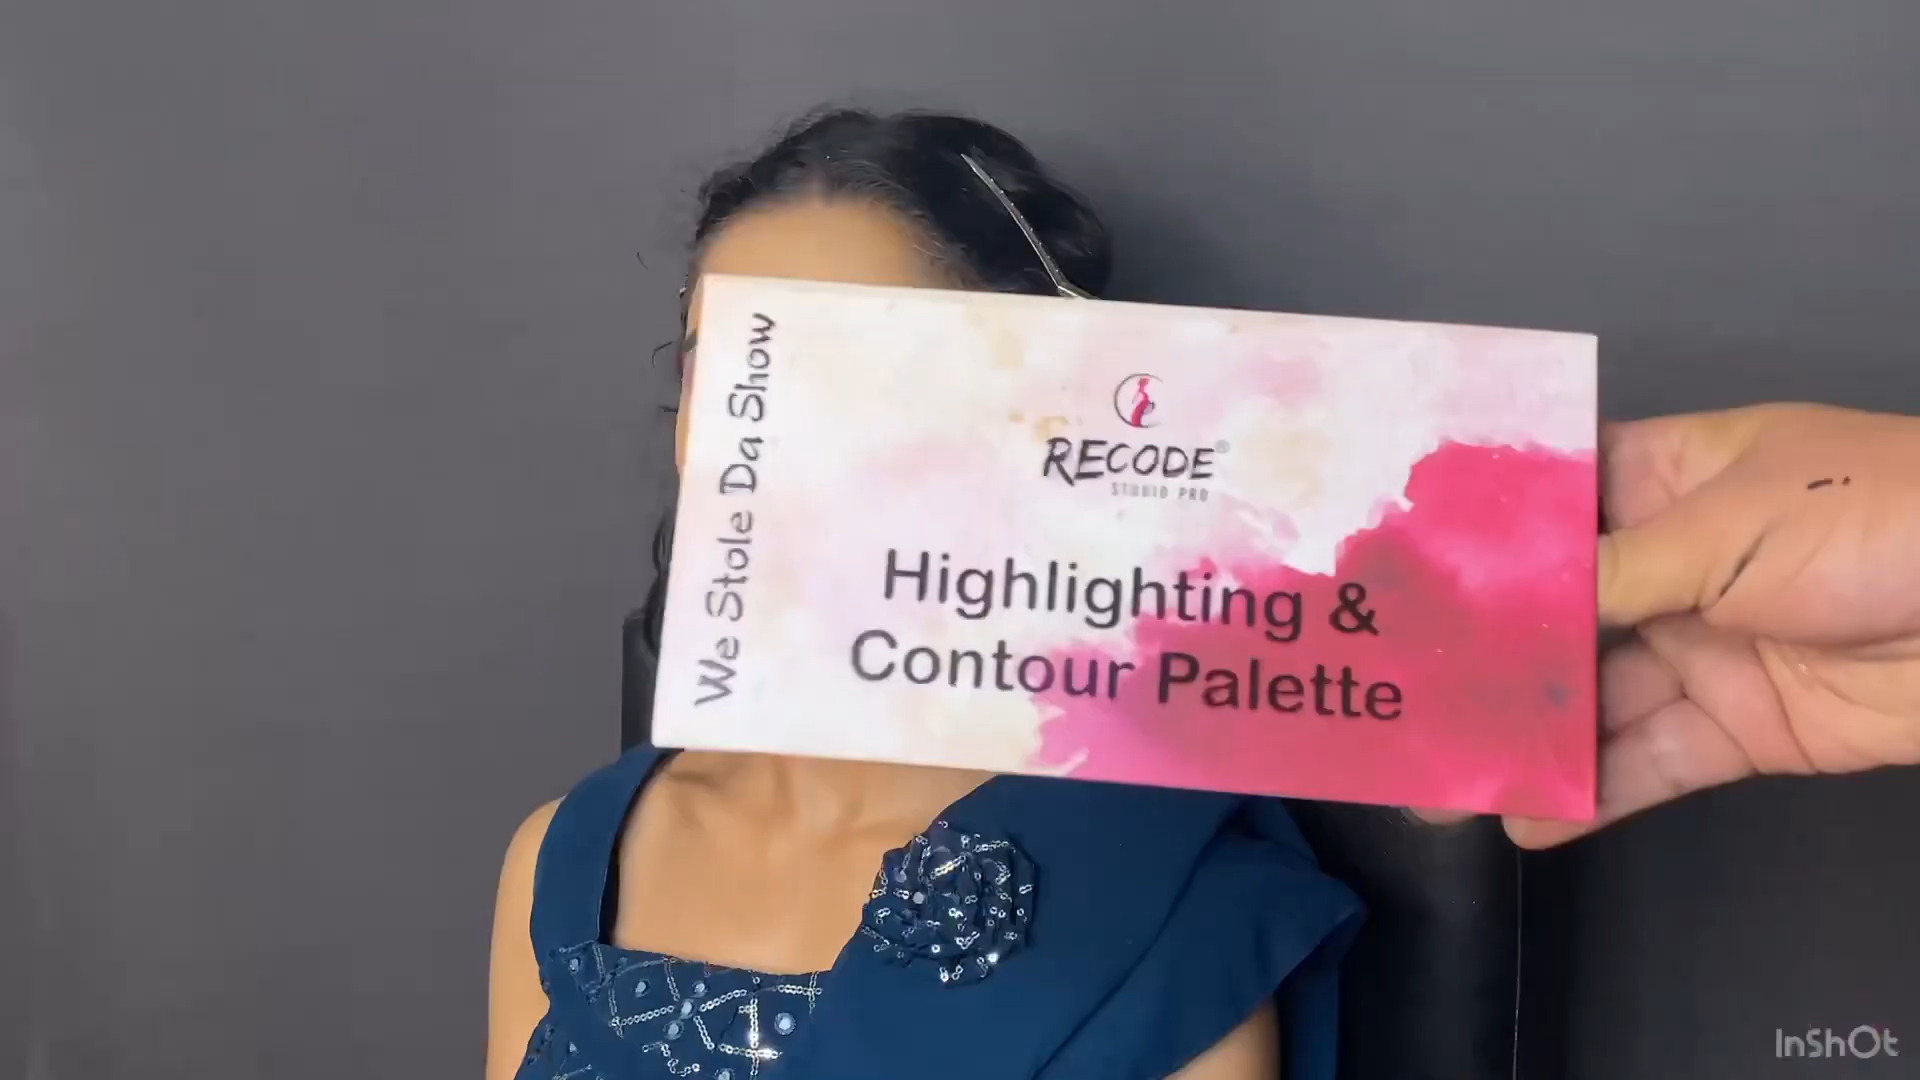 We Stole Da Show
RECODE®
STUDIO PRO
Highlighting &
Contour Palette
InShOt